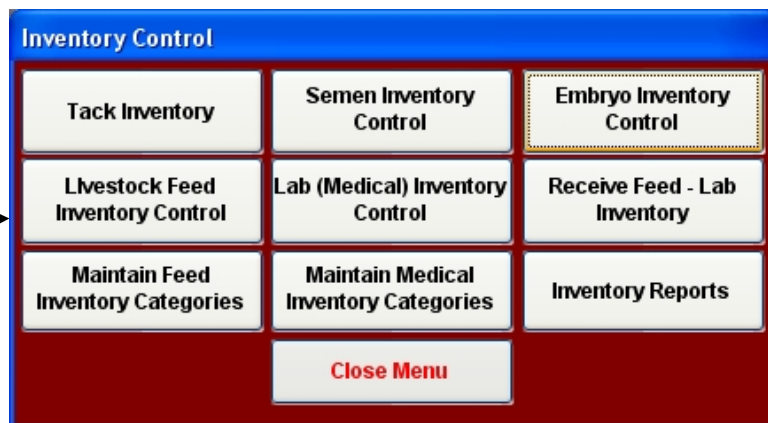 Inventory Control
Tack Inventory
Semen Inventory
Control
Embryo Inventory
Control
LIvestock Feed
Inventory Control
Lab (Medical) Inventory
Control
Receive Feed - Lab
Inventory
Maintain Feed
Inventory Categories
Maintain Medical
Inventory Categories
Inventory Reports
Close Menu